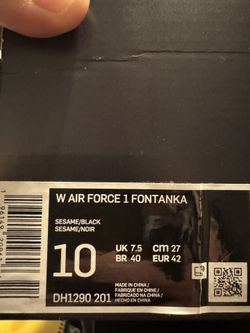 W AIR FORCE 1 FONTANKA
SESAME/BLACK
SESAME/NOIR
10
UK 7.5 cm 27
BR 40 EUR 42
MADE IN CHINA/
FABRIQUE EN CHINE/
FABRICADO NA CHINA/
HECHO EN CHINA
DH1290 201